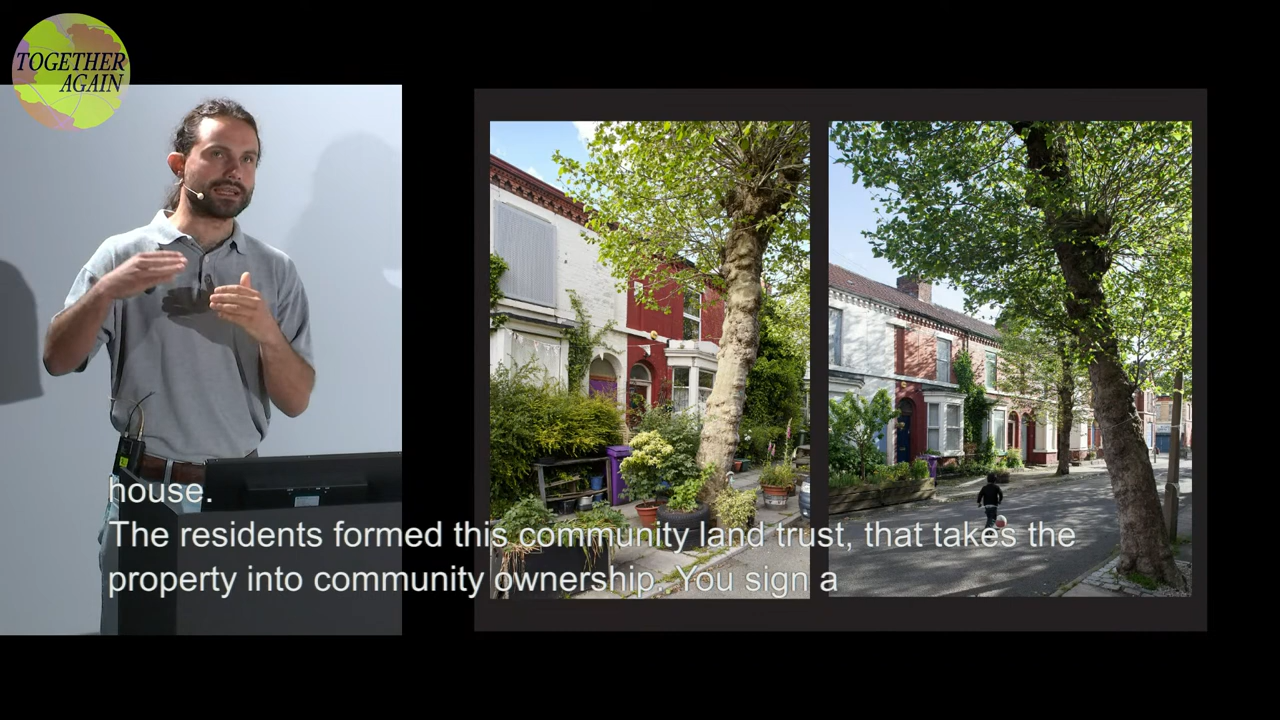 TOGETHER
AGAIN
house.
The residents formed this community land trust, that takes the
property into community ownership. You sign a